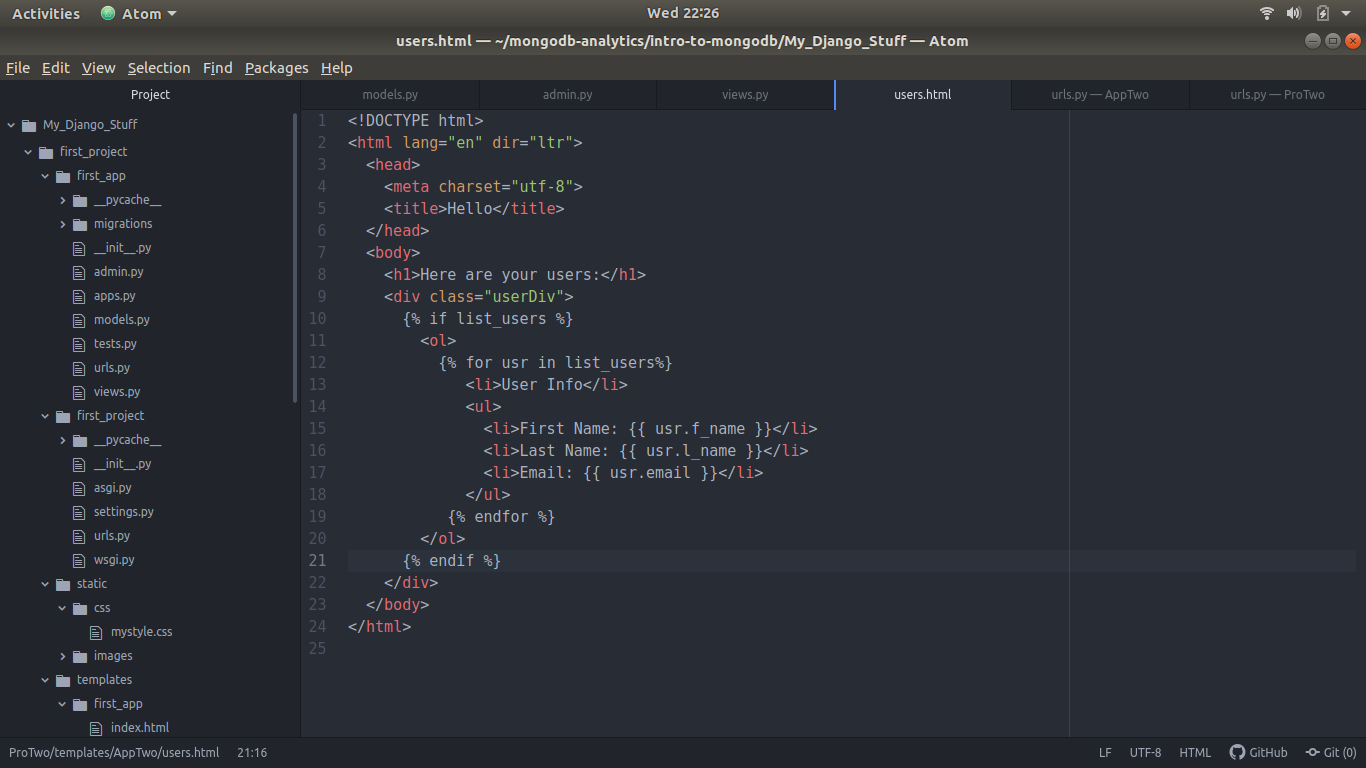 Activities Atom Wed 22:26
users.html — ~/mongodb-analytics/intro-to-mongodb/My_Django_Stuff — Atom
File Edit View Selection Find Packages Help
Project
My_Django_Stuff
first_project
first_app
__pycache__
migrations
__init__.py
admin.py
apps.py
models.py
tests.py
urls.py
views.py
first_project
__pycache__
__init__.py
asgi.py
settings.py
urls.py
wsgi.py
static
css
mystyle.css
images
templates
first_app
index.html
models.py admin.py views.py users.html urls.py — AppTwo urls.py — ProTwo
1 <!DOCTYPE html>
2 <html lang="en" dir="ltr">
3   <head>
4     <meta charset="utf-8">
5     <title>Hello</title>
6   </head>
7   <body>
8     <h1>Here are your users:</h1>
9     <div class="userDiv">
10       {% if list_users %}
11         <ol>
12           {% for usr in list_users%}
13              <li>User Info</li>
14              <ul>
15                <li>First Name: {{ usr.f_name }}</li>
16                <li>Last Name: {{ usr.l_name }}</li>
17                <li>Email: {{ usr.email }}</li>
18              </ul>
19            {% endfor %}
20         </ol>
21       {% endif %}
22     </div>
23   </body>
24 </html>
25
ProTwo/templates/AppTwo/users.html 21:16 LF UTF-8 HTML GitHub Git (0)